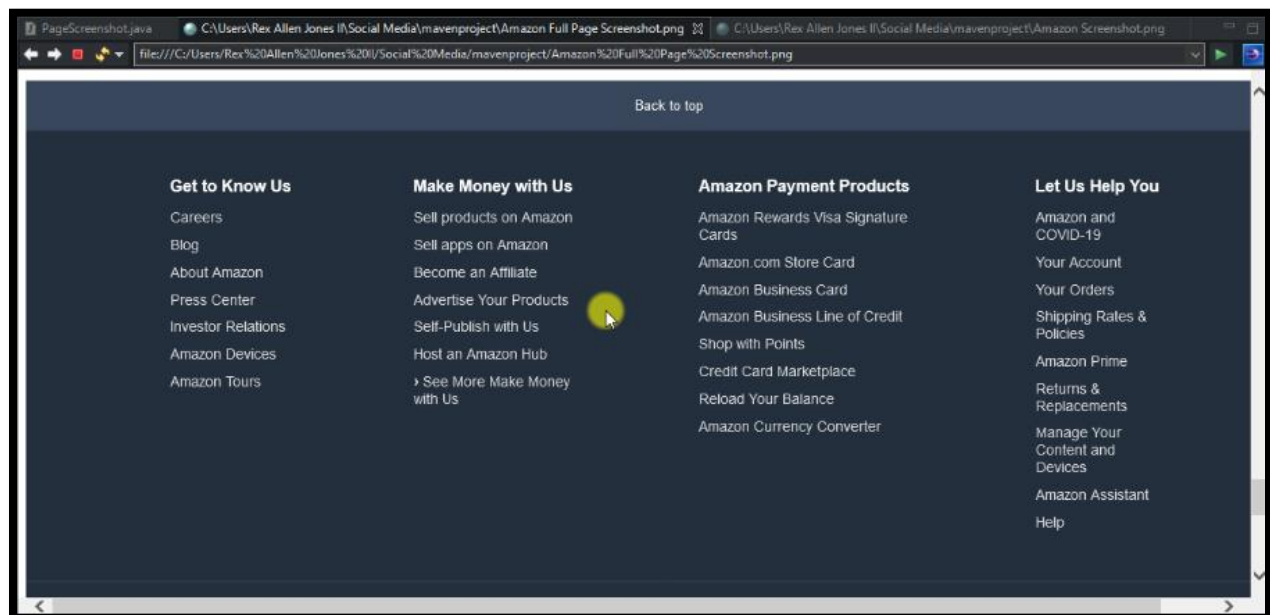 PageScreenshot.java
C:\Users\Rex Allen Jones II\Social Media\mavenproject\Amazon Full Page Screenshot.png
C:\Users\Rex Allen Jones II\Social Media\mavenproject\Amazon Screenshot.png
file:///C:/Users/Rex%20Allen%20Jones%20II/Social%20Media/mavenproject/Amazon%20Full%20Page%20Screenshot.png
Back to top
Get to Know Us
Careers
Blog
About Amazon
Press Center
Investor Relations
Amazon Devices
Amazon Tours
Make Money with Us
Sell products on Amazon
Sell apps on Amazon
Become an Affiliate
Advertise Your Products
Self-Publish with Us
Host an Amazon Hub
› See More Make Money
with Us
Amazon Payment Products
Amazon Rewards Visa Signature
Cards
Amazon.com Store Card
Amazon Business Card
Amazon Business Line of Credit
Shop with Points
Credit Card Marketplace
Reload Your Balance
Amazon Currency Converter
Let Us Help You
Amazon and
COVID-19
Your Account
Your Orders
Shipping Rates &
Policies
Amazon Prime
Returns &
Replacements
Manage Your
Content and
Devices
Amazon Assistant
Help